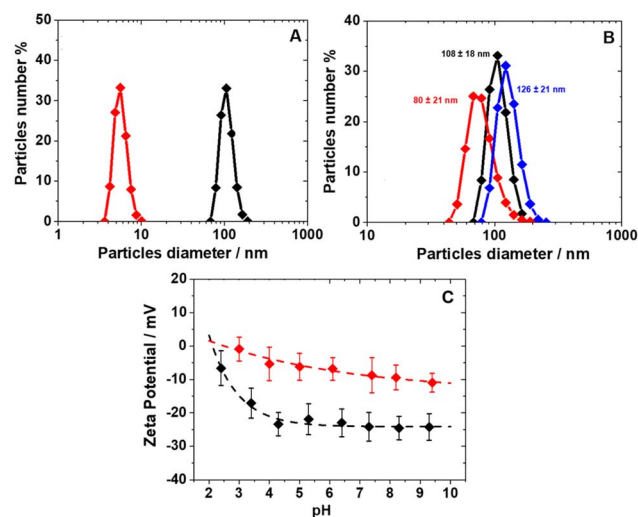 A
Particles number %
40
30
20
10
0
1 10 100 1000
Particles diameter / nm
B
Particles number %
40
30
20
10
0
108 ± 18 nm
80 ± 21 nm
126 ± 21 nm
10 100 1000
Particles diameter / nm
C
Zeta Potential / mV
20
10
0
-10
-20
-30
-40
2 3 4 5 6 7 8 9 10
pH